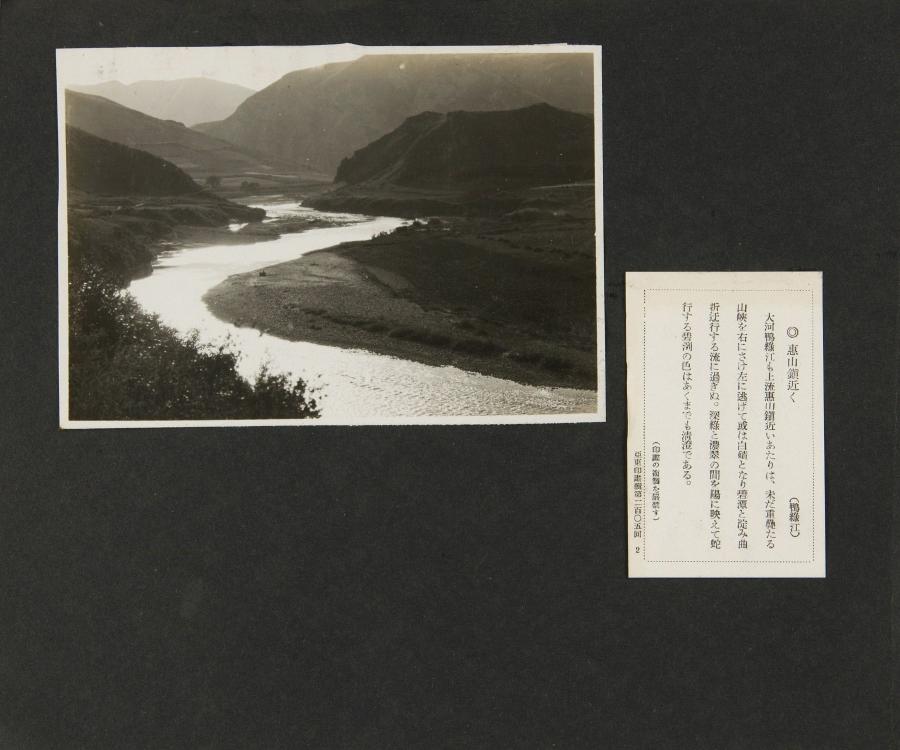 ◎ 惠山鎭近く
（鴨綠江）
大河鴨綠江も上流惠山鎭近いあたりは、未だ重疊たる
山峽を右にさけ左に逃げて或は白磧となり碧潭と淀み曲
折迂行する流に過ぎぬ。深綠と濃翠の間を陽に映えて蛇
行する碧測の色はあくまでも淸澄である。
（印畫の複製を嚴禁す）
亞東印畫輯第二百〇五回 2